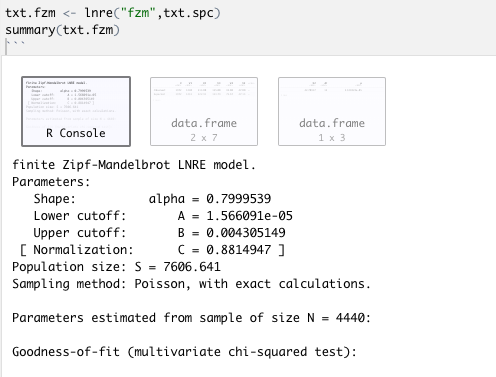 txt.fzm <- lnre("fzm",txt.spc)
summary(txt.fzm)
```
R Console
data.frame
2 x 7
data.frame
1 x 3
finite Zipf-Mandelbrot LNRE model.
Parameters:
   Shape:          alpha = 0.7999539
   Lower cutoff:       A = 1.566091e-05
   Upper cutoff:       B = 0.004305149
 [ Normalization:      C = 0.8814947 ]
Population size: S = 7606.641
Sampling method: Poisson, with exact calculations.
Parameters estimated from sample of size N = 4440:
Goodness-of-fit (multivariate chi-squared test):